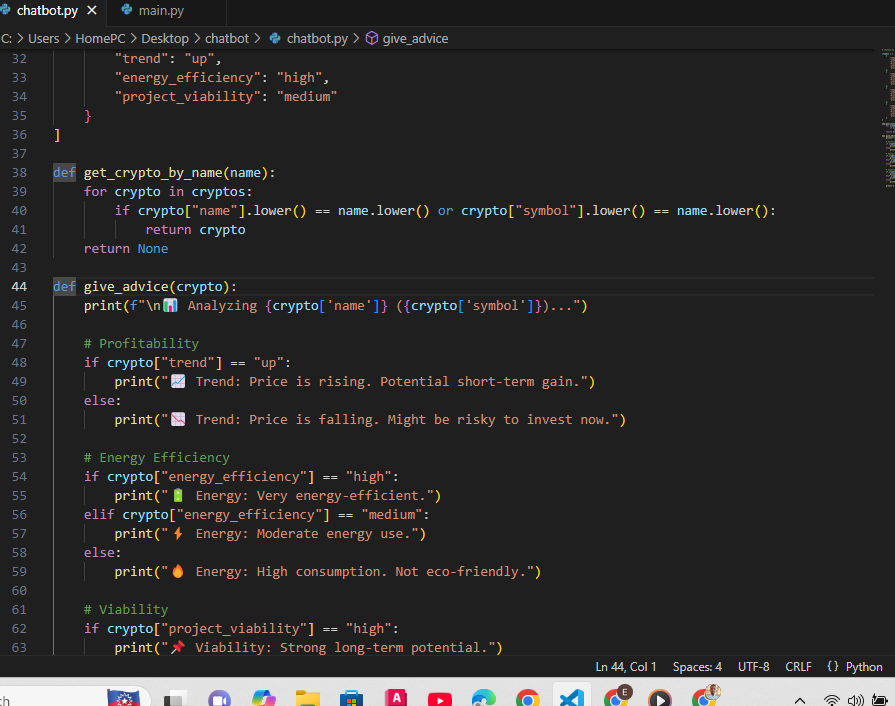 chatbot.py
main.py
C: > Users > HomePC > Desktop > chatbot > chatbot.py > give_advice
32 "trend": "up",
33 "energy_efficiency": "high",
34 "project_viability": "medium"
35 }
36 ]
37
38 def get_crypto_by_name(name):
39 for crypto in cryptos:
40 if crypto["name"].lower() == name.lower() or crypto["symbol"].lower() == name.lower():
41 return crypto
42 return None
43
44 def give_advice(crypto):
45 print(f"\n📊 Analyzing {crypto['name']} ({crypto['symbol']})...")
46
47 # Profitability
48 if crypto["trend"] == "up":
49 print("📈 Trend: Price is rising. Potential short-term gain.")
50 else:
51 print("📉 Trend: Price is falling. Might be risky to invest now.")
52
53 # Energy Efficiency
54 if crypto["energy_efficiency"] == "high":
55 print("🔋 Energy: Very energy-efficient.")
56 elif crypto["energy_efficiency"] == "medium":
57 print("⚡ Energy: Moderate energy use.")
58 else:
59 print("🔥 Energy: High consumption. Not eco-friendly.")
60
61 # Viability
62 if crypto["project_viability"] == "high":
63 print("📌 Viability: Strong long-term potential.")
Ln 44, Col 1 Spaces: 4 UTF-8 CRLF {} Python
ch
A
E